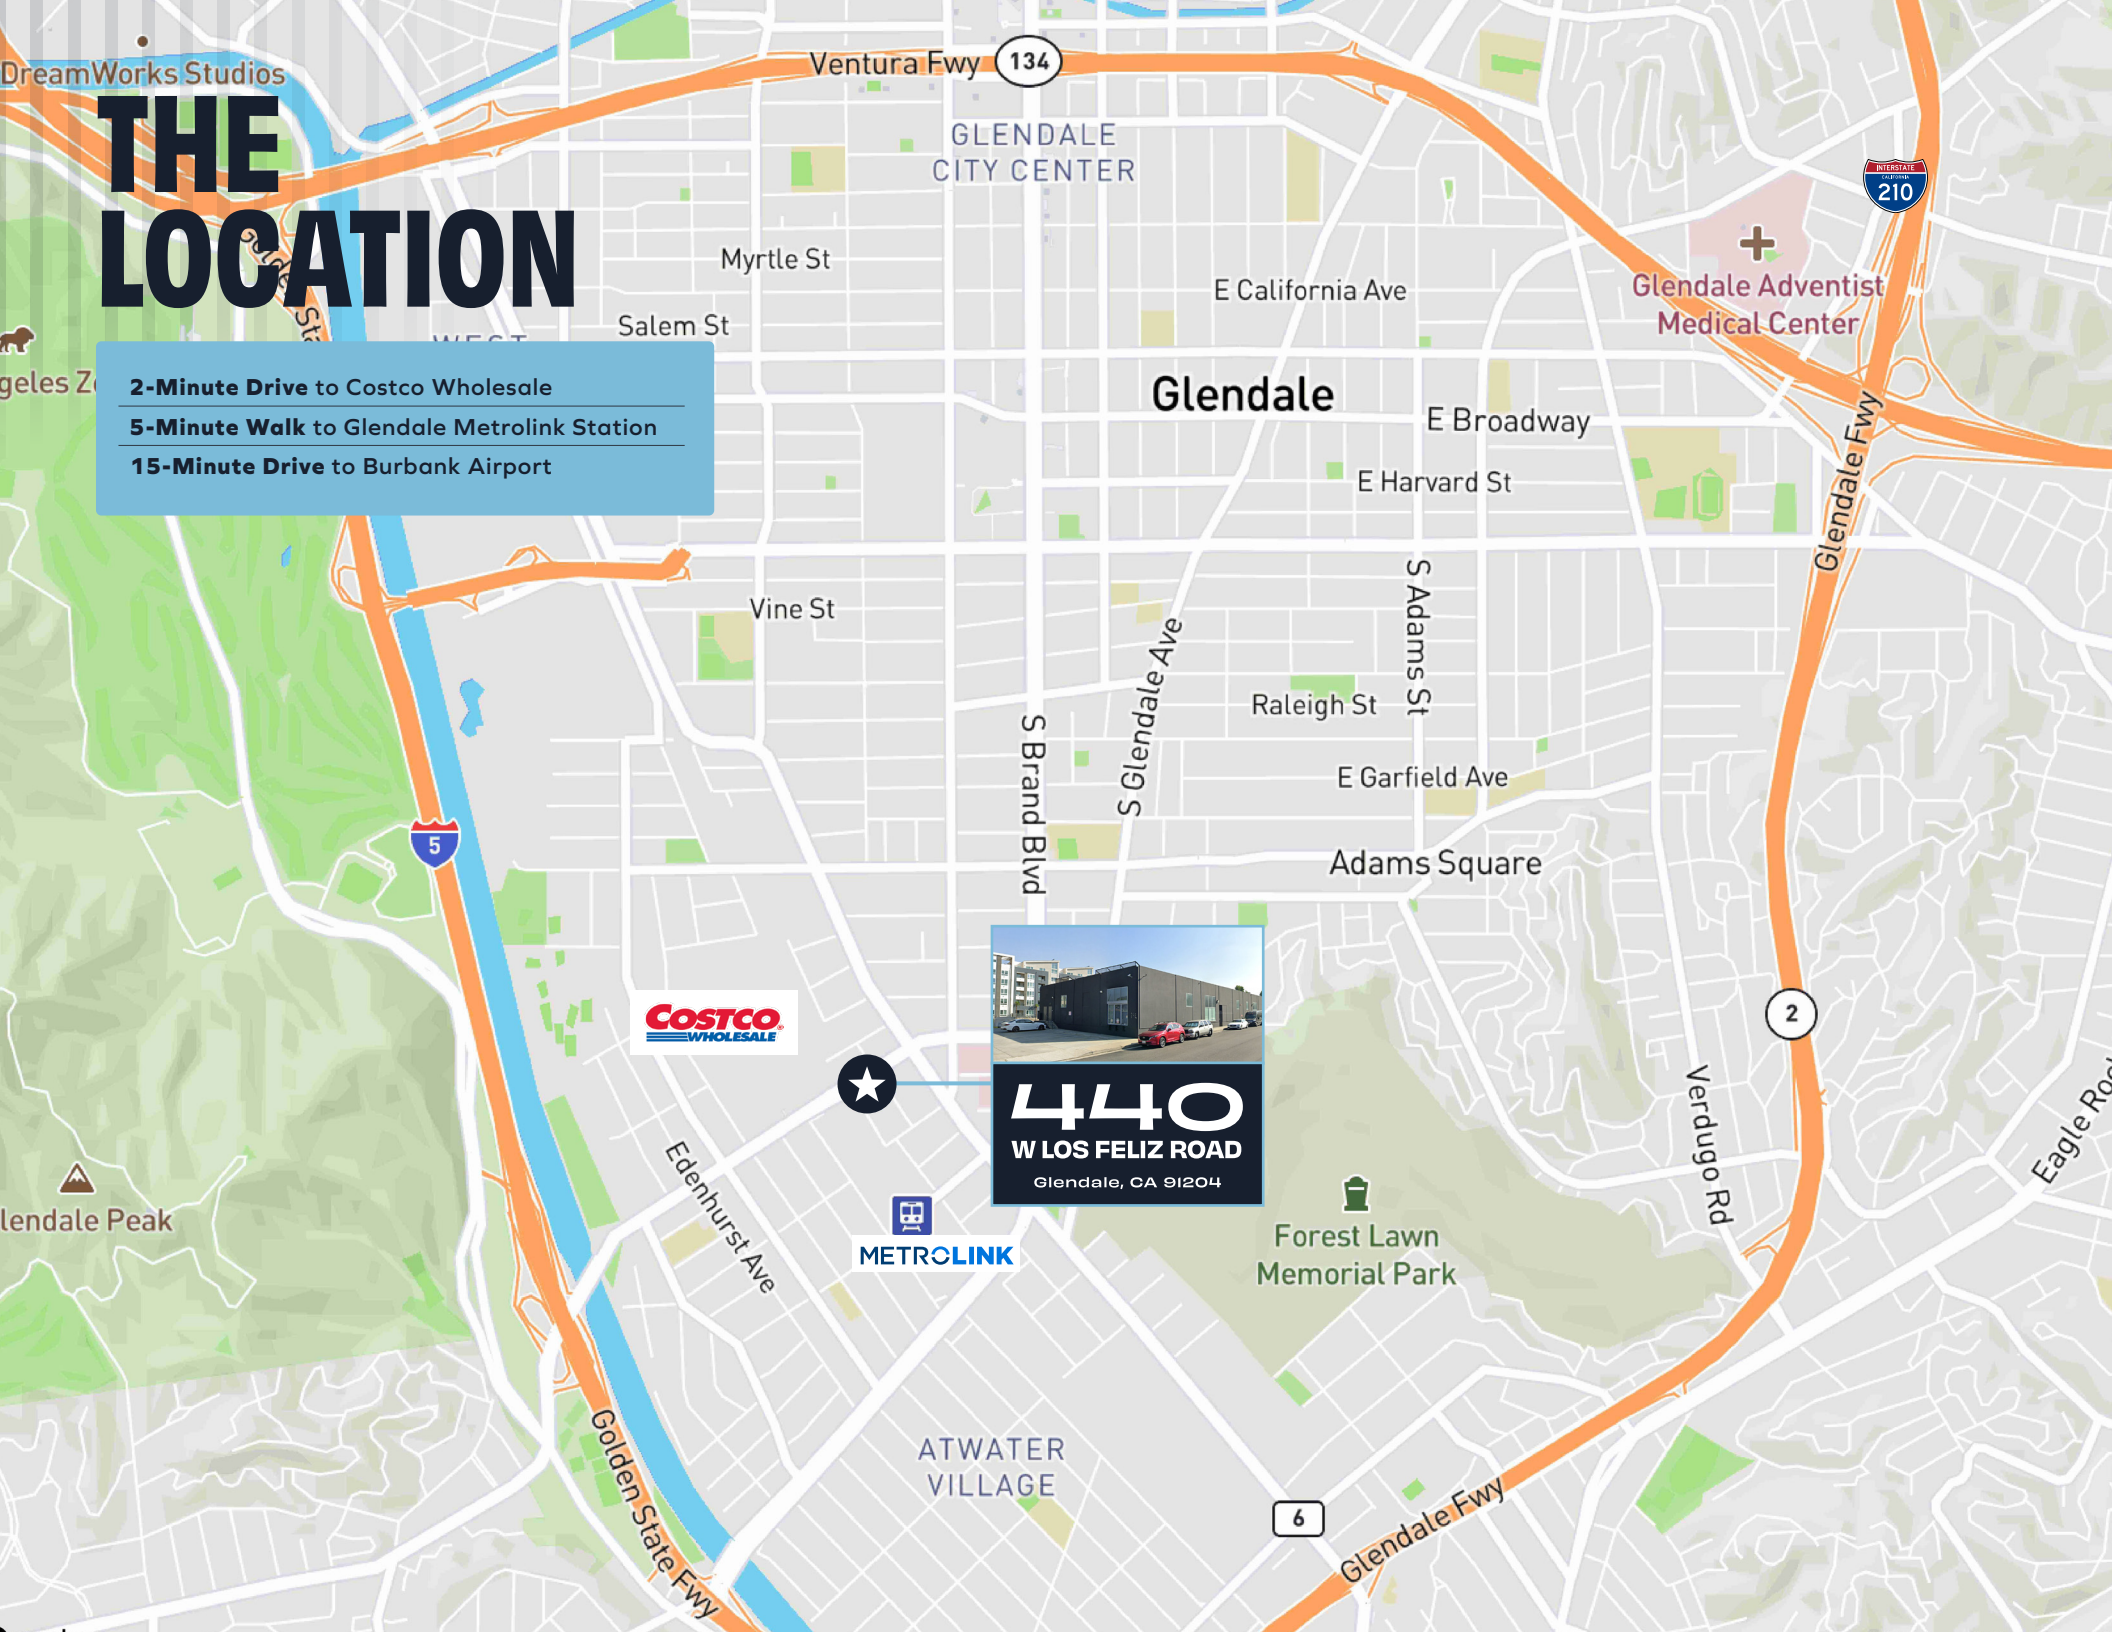 DreamWorks Studios
THE
LOCATION
2-Minute Drive to Costco Wholesale
5-Minute Walk to Glendale Metrolink Station
15-Minute Drive to Burbank Airport
Ventura Fwy
134
GLENDALE
CITY CENTER
INTERSTATE
CALIFORNIA
210
Myrtle St
E California Ave
Glendale Adventist
Medical Center
Salem St
WEST
Glendale
E Broadway
E Harvard St
Glendale Fwy
Vine St
S Adams St
S Glendale Ave
Raleigh St
S Brand Blvd
E Garfield Ave
5
Adams Square
COSTCO
WHOLESALE
2
440
W LOS FELIZ ROAD
Glendale, CA 91204
Edenhurst Ave
Verdugo Rd
METROLINK
Forest Lawn
Memorial Park
lendale Peak
Golden State Fwy
ATWATER
VILLAGE
6
Glendale Fwy